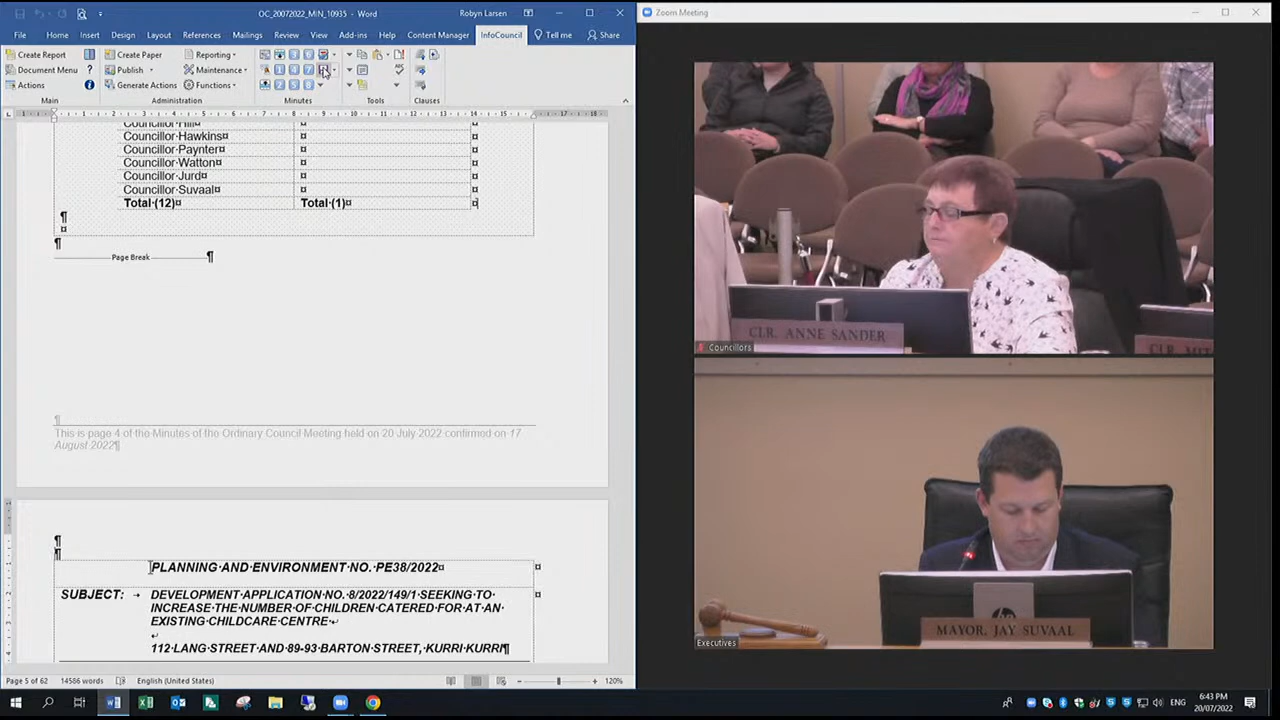 OC_20072022_MIN_10935 - Word
Robyn Larsen
File Home Insert Design Layout References Mailings Review View Add-ins Help Content Manager InfoCouncil Tell me Share
Create Report
Document Menu
Actions
Main
Create Paper
Publish
Generate Actions
Reporting
Maintenance
Functions
Administration
Minutes
Tools
Clauses
Councillor·Hill¤
Councillor·Hawkins¤
Councillor·Paynter¤
Councillor·Watton¤
Councillor·Jurd¤
Councillor·Suvaal¤
Total·(12)¤ Total·(1)¤
Page Break
This is page 4 of the Minutes of the Ordinary Council Meeting held on 20 July 2022 confirmed on 17
August 2022¶
PLANNING·AND·ENVIRONMENT·NO.·PE38/2022¤
SUBJECT: DEVELOPMENT·APPLICATION·NO.·8/2022/149/1·SEEKING·TO·
INCREASE·THE·NUMBER·OF·CHILDREN·CATERED·FOR·AT·AN·
EXISTING·CHILDCARE·CENTRE·
112·LANG·STREET·AND·89-93·BARTON·STREET,·KURRI·KURRI¶
Page 5 of 62 14586 words English (United States) 120%
Zoom Meeting
CLR. ANNE SANDER
Councillors
MAYOR. JAY SUVAAL
Executives
ENG
6:43 PM
20/07/2022